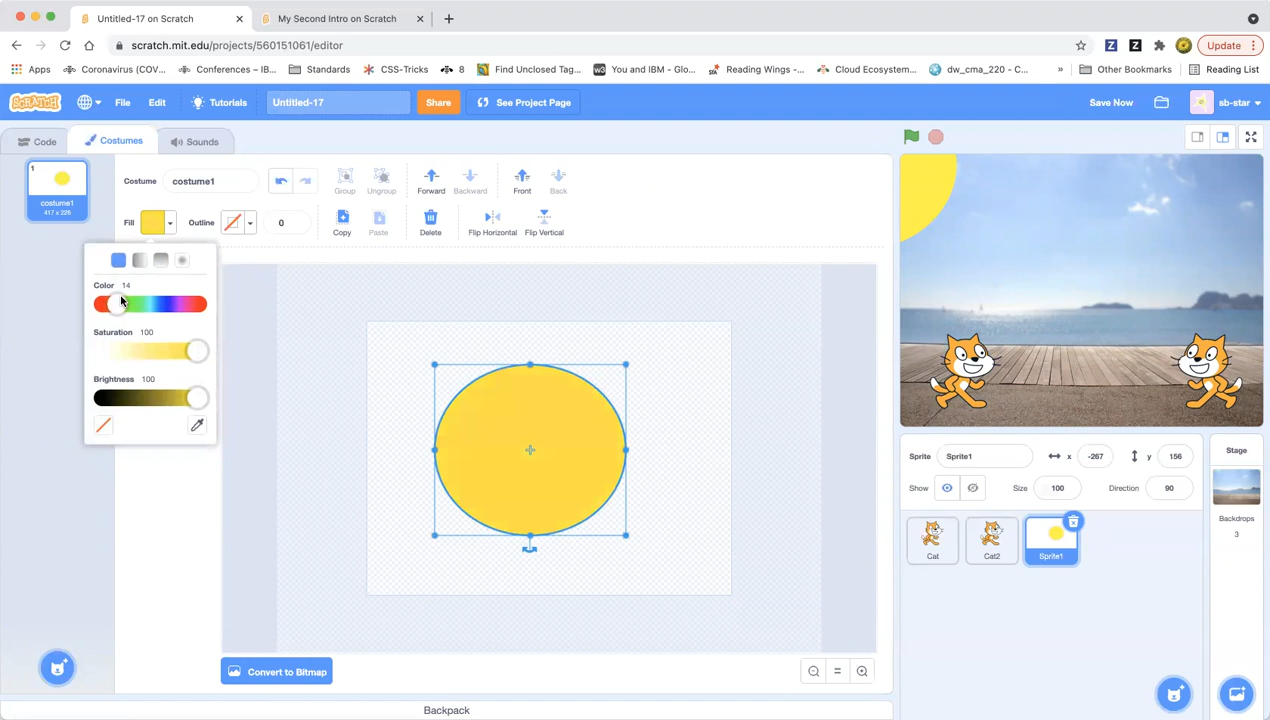 Untitled-17 on Scratch
My Second Intro on Scratch
scratch.mit.edu/projects/560151061/editor
Update
Apps
Coronavirus (COV...
Conferences – IB...
Standards
CSS-Tricks
8
Find Unclosed Tag...
You and IBM - Glo...
Reading Wings -...
Cloud Ecosystem...
dw_cma_220 - C...
»
Other Bookmarks
Reading List
SCRATCH
File
Edit
Tutorials
Untitled-17
Share
See Project Page
Save Now
sb-star
Code
Costumes
Sounds
1
costume1
417 x 226
Costume
costume1
Group
Ungroup
Forward
Backward
Front
Back
Fill
Outline
0
Copy
Paste
Delete
Flip Horizontal
Flip Vertical
Color 14
Saturation 100
Brightness 100
Convert to Bitmap
Backpack
Sprite
Sprite1
x
-267
y
156
Show
Size
100
Direction
90
Cat
Cat2
Sprite1
Stage
Backdrops
3